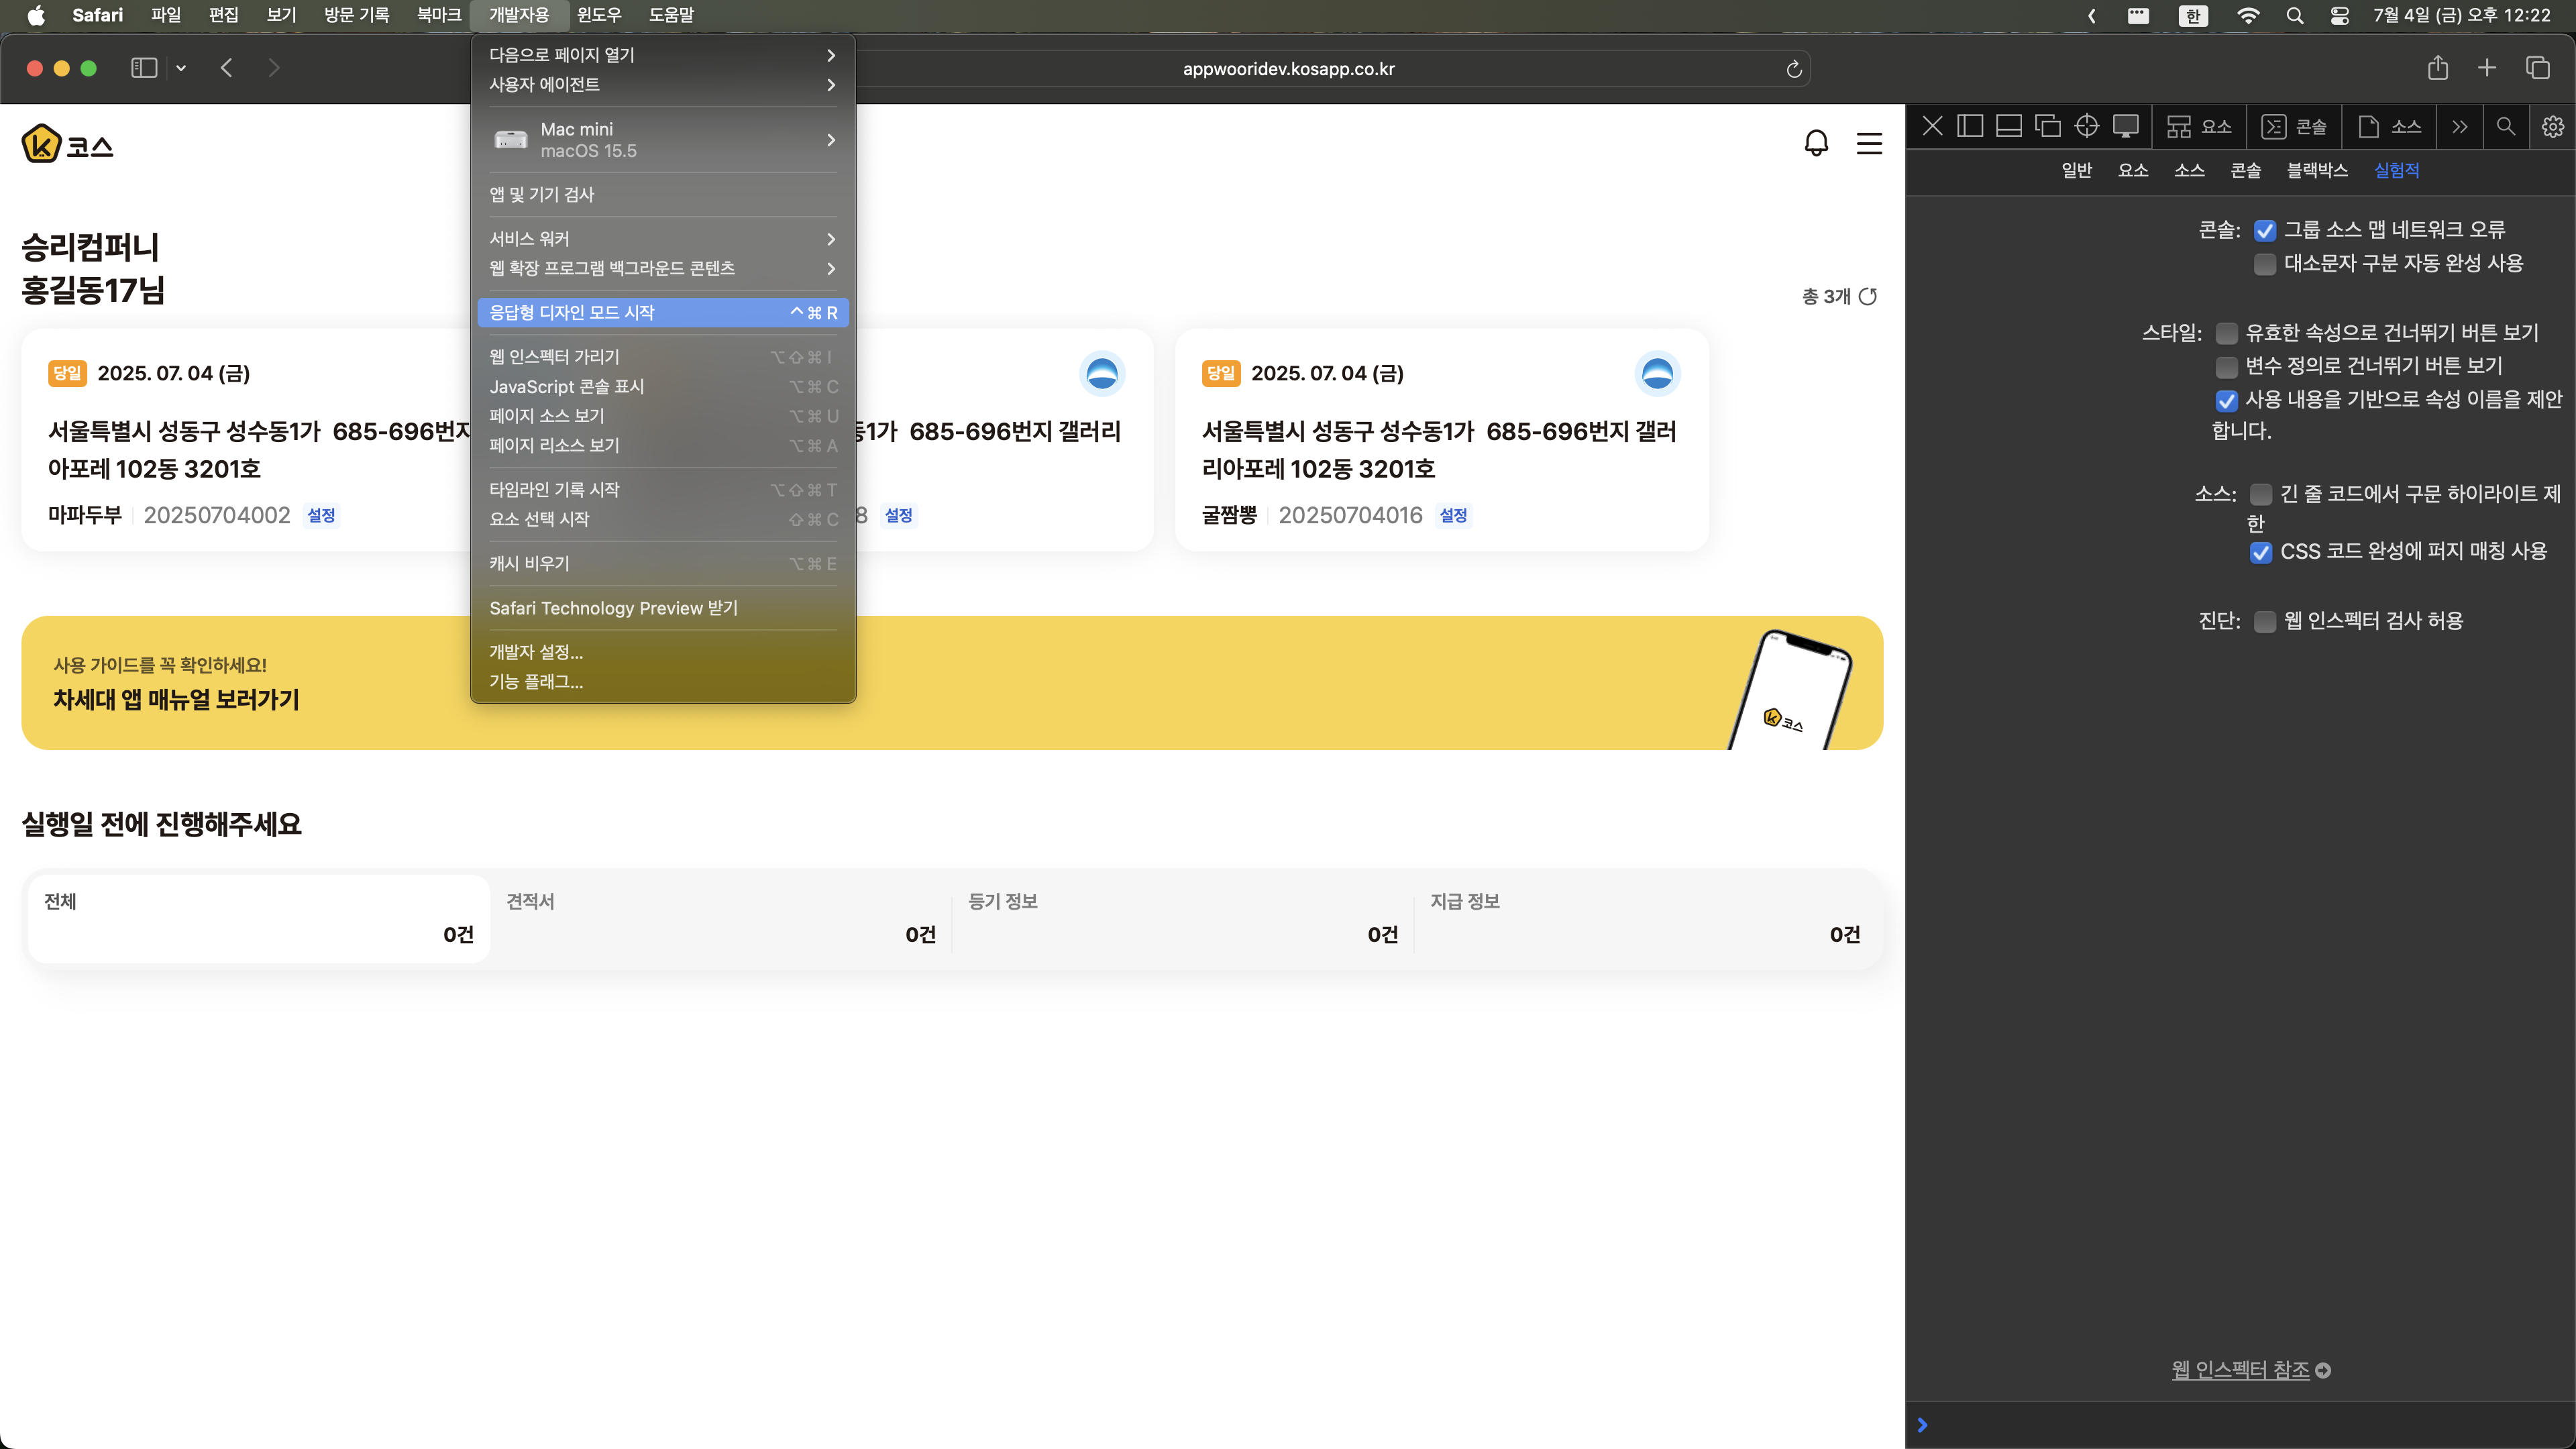 Safari 파일 편집 보기 방문 기록 북마크 개발자용 윈도우 도움말 한 7월 4일 (금) 오후 12:22
appwooridev.kosapp.co.kr
다음으로 페이지 열기
사용자 에이전트
Mac mini
macOS 15.5
앱 및 기기 검사
서비스 워커
웹 확장 프로그램 백그라운드 콘텐츠
응답형 디자인 모드 시작 ^⌘R
웹 인스펙터 가리기 ⌥⇧⌘I
JavaScript 콘솔 표시 ⌥⌘C
페이지 소스 보기 ⌥⌘U
페이지 리소스 보기 ⌥⌘A
타임라인 기록 시작 ⌥⇧⌘T
요소 선택 시작 ⇧⌘C
캐시 비우기 ⌥⌘E
Safari Technology Preview 받기
개발자 설정...
기능 플래그...
코스
승리컴퍼니
홍길동17님
총 3개
당일 2025. 07. 04 (금)
서울특별시 성동구 성수동1가 685-696번지
아포레 102동 3201호
마파두부 20250704002 설정
1가 685-696번지 갤러리
8 설정
당일 2025. 07. 04 (금)
서울특별시 성동구 성수동1가 685-696번지 갤러
리아포레 102동 3201호
굴짬뽕 20250704016 설정
사용 가이드를 꼭 확인하세요!
차세대 앱 매뉴얼 보러가기
코스
실행일 전에 진행해주세요
전체 견적서 등기 정보 지급 정보
0건 0건 0건 0건
요소 콘솔 소스
일반 요소 소스 콘솔 블랙박스 실험적
콘솔: 그룹 소스 맵 네트워크 오류
대소문자 구분 자동 완성 사용
스타일: 유효한 속성으로 건너뛰기 버튼 보기
변수 정의로 건너뛰기 버튼 보기
사용 내용을 기반으로 속성 이름을 제안
합니다.
소스: 긴 줄 코드에서 구문 하이라이트 제
한
CSS 코드 완성에 퍼지 매칭 사용
진단: 웹 인스펙터 검사 허용
웹 인스펙터 참조